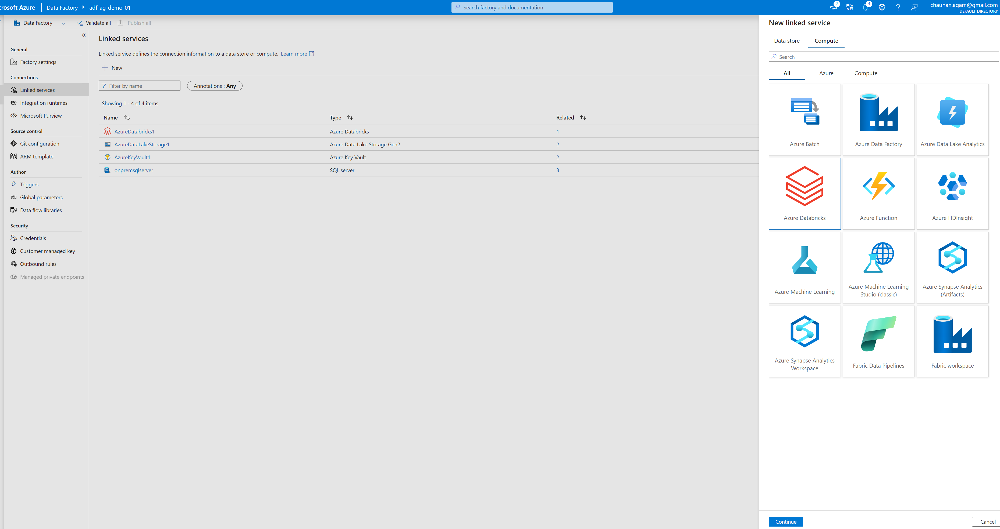 crosoft Azure
Data Factory
adf-ag-demo-01
Search factory and documentation
2
4
chauhan.agam@gmail.com
DEFAULT DIRECTORY
Data Factory
Validate all
Publish all
General
Factory settings
Connections
Linked services
Integration runtimes
Microsoft Purview
Source control
Git configuration
ARM template
Author
Triggers
Global parameters
Data flow libraries
Security
Credentials
Customer managed key
Outbound rules
Managed private endpoints
Linked services
Linked service defines the connection information to a data store or compute. Learn more
New
Filter by name
Annotations : Any
Showing 1 - 4 of 4 items
Name Type Related
AzureDatabricks1 Azure Databricks 1
AzureDataLakeStorage1 Azure Data Lake Storage Gen2 2
AzureKeyVault1 Azure Key Vault 2
SQL onpremsqlserver SQL server 3
New linked service
Data store Compute
Search
All Azure Compute
Azure Batch
Azure Data Factory
Azure Data Lake Analytics
Azure Databricks
Azure Function
Azure HDInsight
Azure Machine Learning
Azure Machine Learning
Studio (classic)
Azure Synapse Analytics
(Artifacts)
Azure Synapse Analytics
Workspace
Fabric Data Pipelines
Fabric workspace
Continue
Cancel